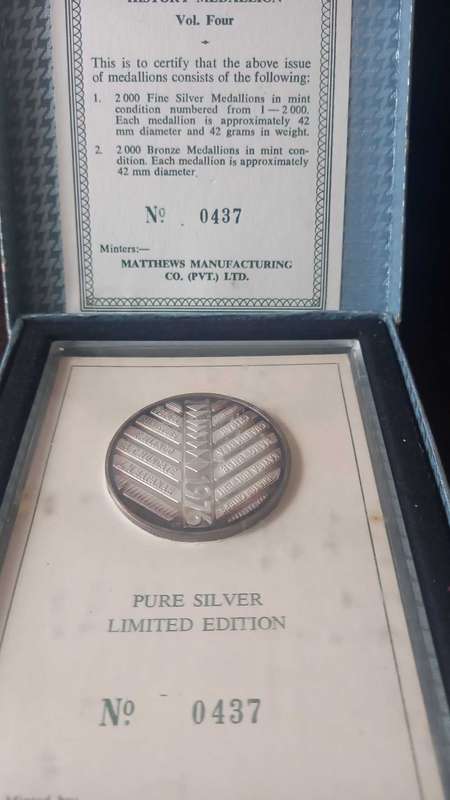 HISTORY MEDALLION
Vol. Four
This is to certify that the above issue
of medallions consists of the following:
1. 2 000 Fine Silver Medallions in mint
condition numbered from 1—2 000.
Each medallion is approximately 42
mm diameter and 42 grams in weight.
2. 2 000 Bronze Medallions in mint con-
dition. Each medallion is approximately
42 mm diameter.
Nº 0437
Minters:—
MATTHEWS MANUFACTURING
CO. (PVT.) LTD.
1976
PURE SILVER
LIMITED EDITION
Nº 0437